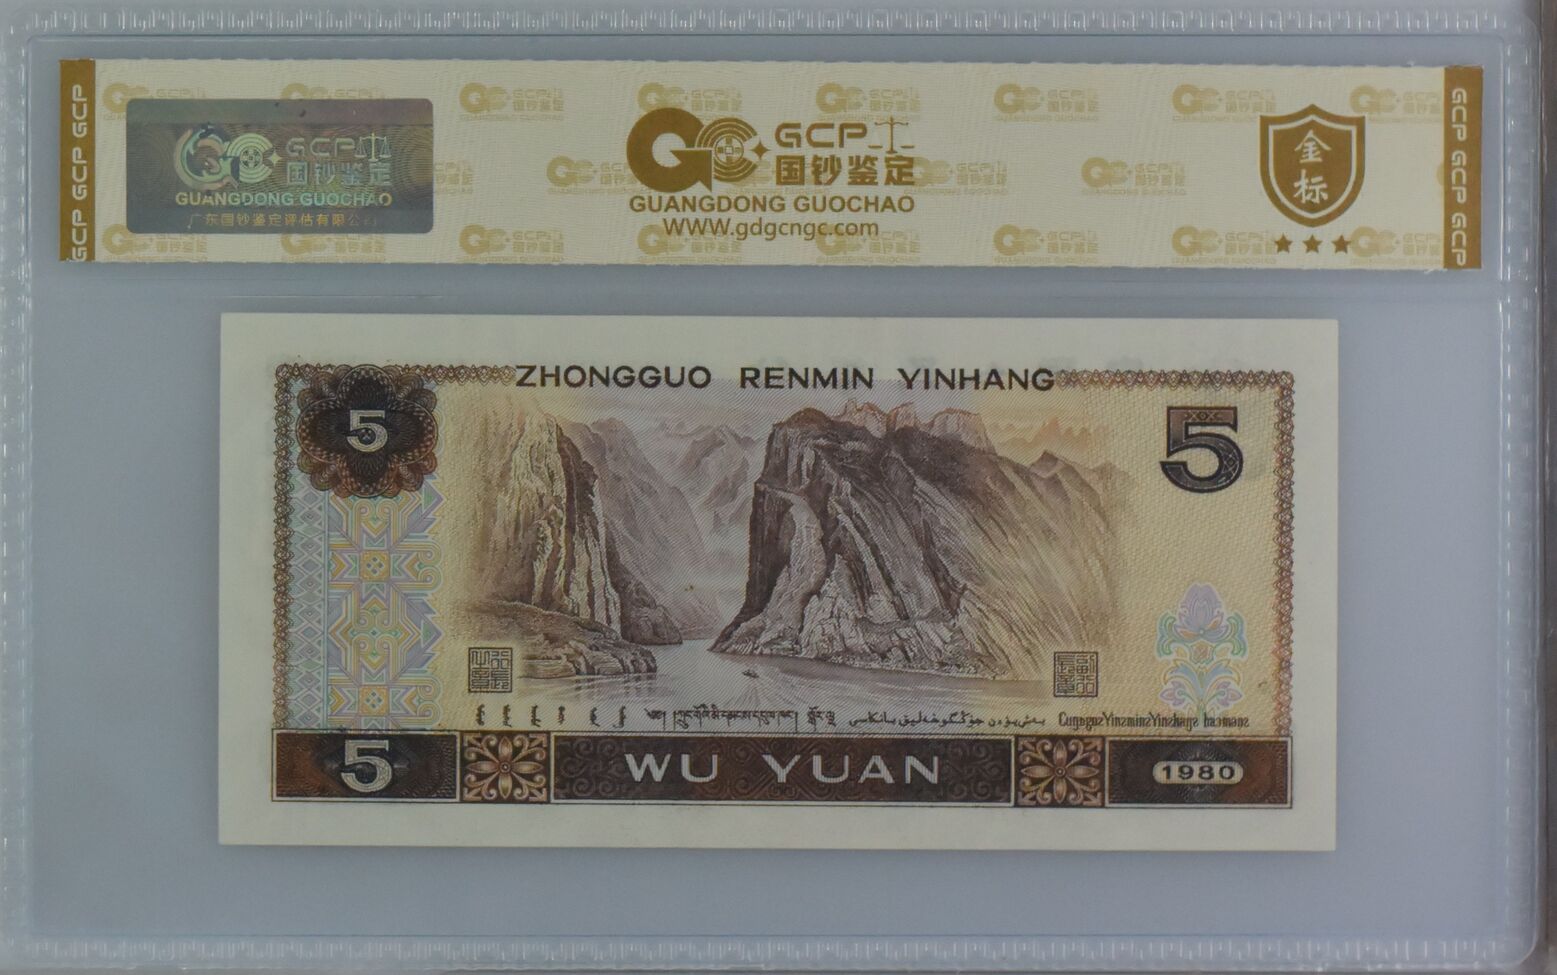 GCP GCP GCP
GCP
国钞鉴定
GUANGDONG GUOCHAO
广东国钞鉴定评估有限公司
GCP
国钞鉴定
GUANGDONG GUOCHAO
WWW.gdgcngc.com
金
标
GCP GCP GCP
ZHONGGUO RENMIN YINHANG
5
5
5
WU YUAN
1980